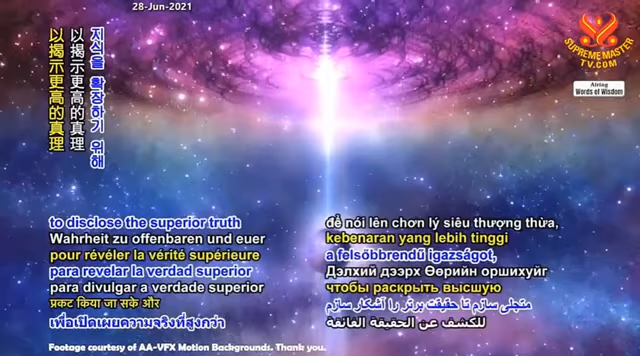 28-Jun-2021
SUPREME MASTER
TV.COM
Airing
Words of Wisdom
지식을 확장하기 위해
以揭示更高的真理
以揭示更高的真理
to disclose the superior truth
Wahrheit zu offenbaren und euer
pour révéler la vérité supérieure
para revelar la verdad superior
para divulgar a verdade superior
प्रकट किया जा सके और
เพื่อเปิดเผยความจริงที่สูงกว่า
để nói lên chơn lý siêu thượng thừa,
kebenaran yang lebih tinggi
a felsőbbrendű igazságot,
Дэлхий дээрх Өөрийн оршихуйг
чтобы раскрыть высшую
متجلی سازم تا حقیقت برتر را آشکار سازم
للكشف عن الحقيقة الفائقة
Footage courtesy of AA-VFX Motion Backgrounds. Thank you.